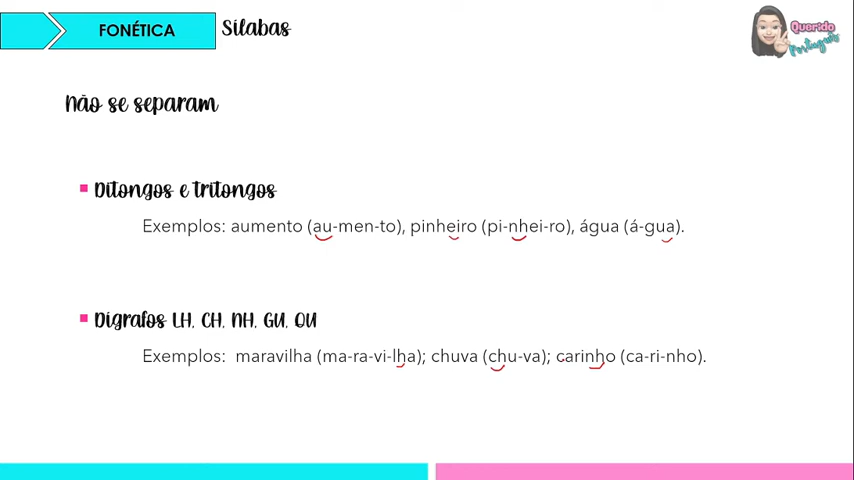 FONÉTICA
Sílabas
Querido
Português
Não se separam
Ditongos e tritongos
Exemplos: aumento (au-men-to), pinheiro (pi-nhei-ro), água (á-gua).
Dígrafos LH, CH, NH, GU, QU
Exemplos: maravilha (ma-ra-vi-lha); chuva (chu-va); carinho (ca-ri-nho).